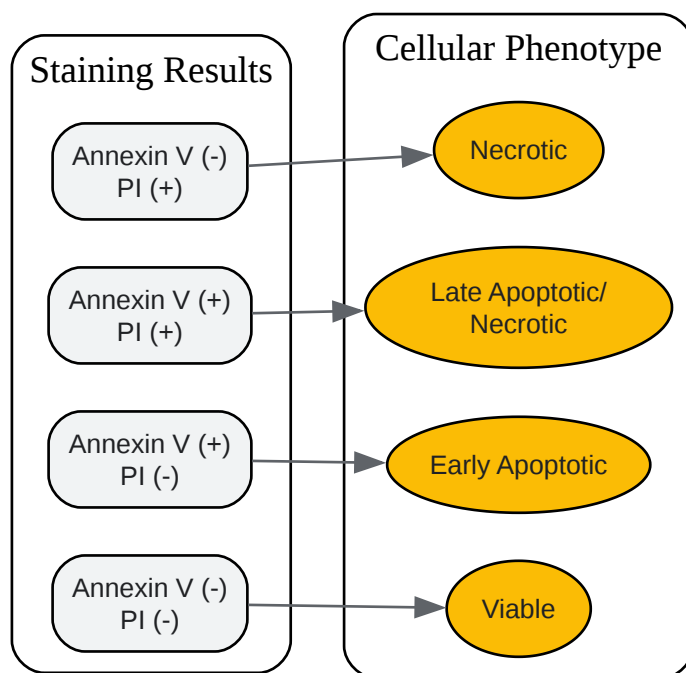 Staining Results
Annexin V (-)
PI (+)
Annexin V (+)
PI (+)
Annexin V (+)
PI (-)
Annexin V (-)
PI (-)
Cellular Phenotype
Necrotic
Late Apoptotic/
Necrotic
Early Apoptotic
Viable